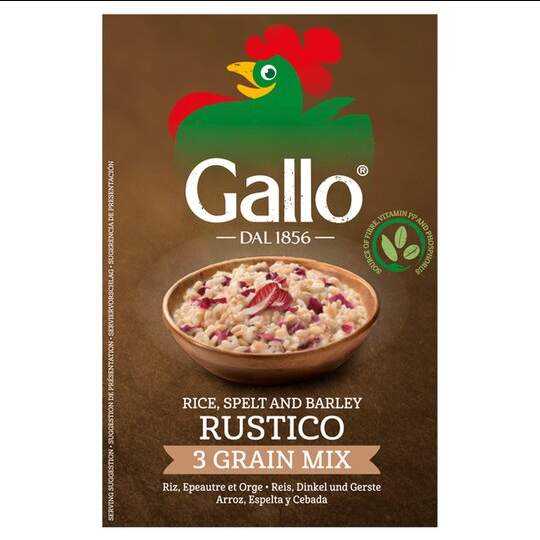 Gallo®
DAL 1856
SOURCE OF FIBRE, VITAMIN PP AND PHOSPHORUS
RICE, SPELT AND BARLEY
RUSTICO
3 GRAIN MIX
Riz, Epeautre et Orge • Reis, Dinkel und Gerste
Arroz, Espelta y Cebada
SERVING SUGGESTION • SUGGESTION DE PRÉSENTATION • SERVIERVORSCHLAG • SUGERENCIA DE PRESENTACIÓN